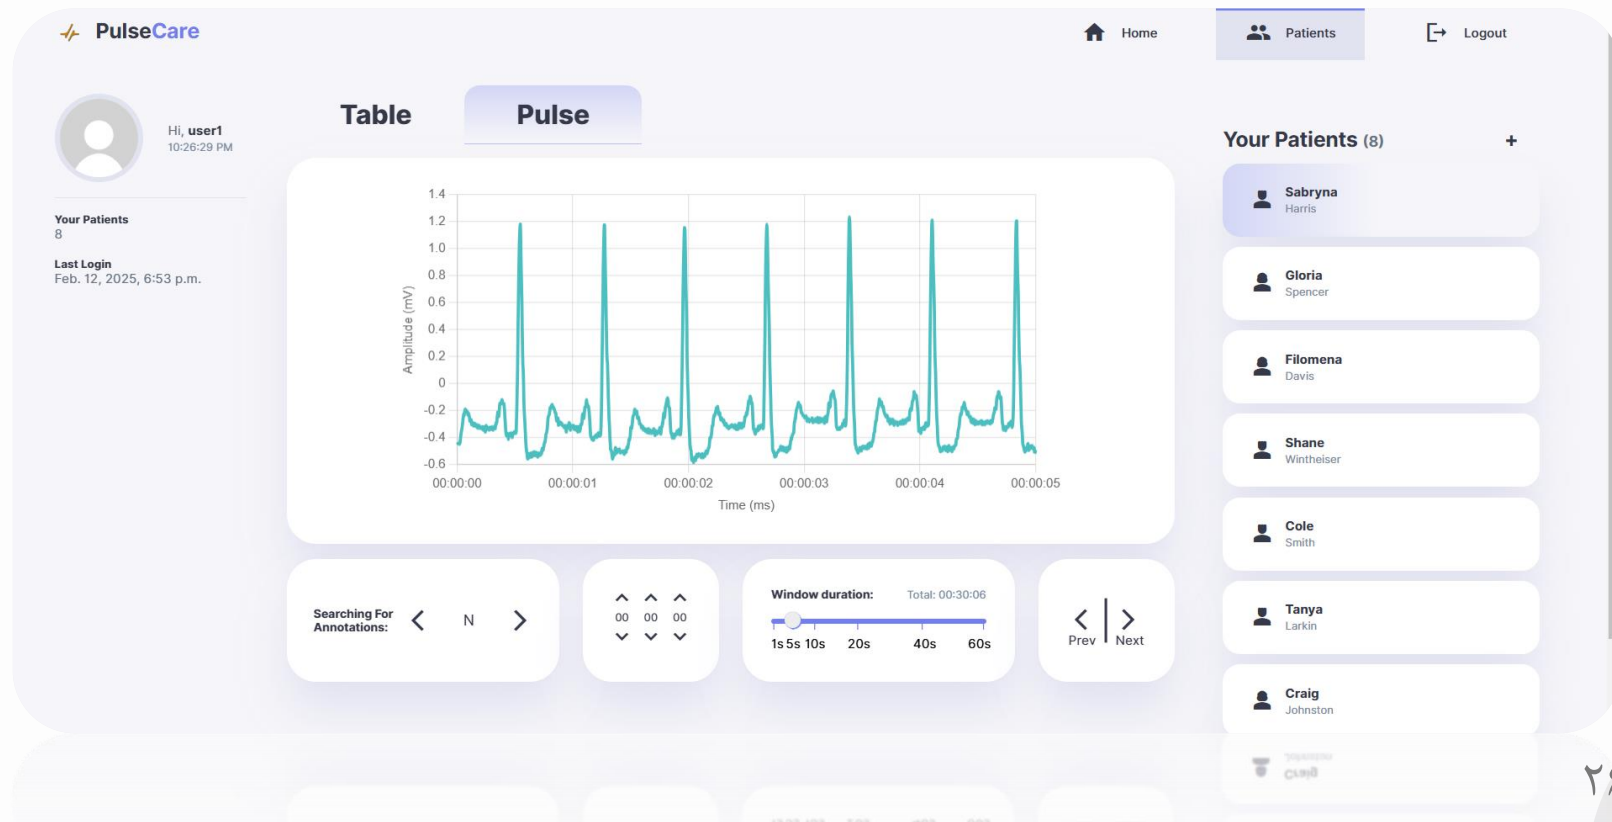 PulseCare
Home
Patients
Logout
Hi, user1
10:26:29 PM
Your Patients
8
Last Login
Feb. 12, 2025, 6:53 p.m.
Table
Pulse
1.4
1.2
1.0
0.8
0.6
0.4
0.2
0
-0.2
-0.4
-0.6
Amplitude (mV)
00:00:00 00:00:01 00:00:02 00:00:03 00:00:04 00:00:05
Time (ms)
Searching For
Annotations:
N
00 00 00
Window duration: Total: 00:30:06
1s 5s 10s 20s 40s 60s
Prev Next
Your Patients (8) +
Sabryna
Harris
Gloria
Spencer
Filomena
Davis
Shane
Wintheiser
Cole
Smith
Tanya
Larkin
Craig
Johnston